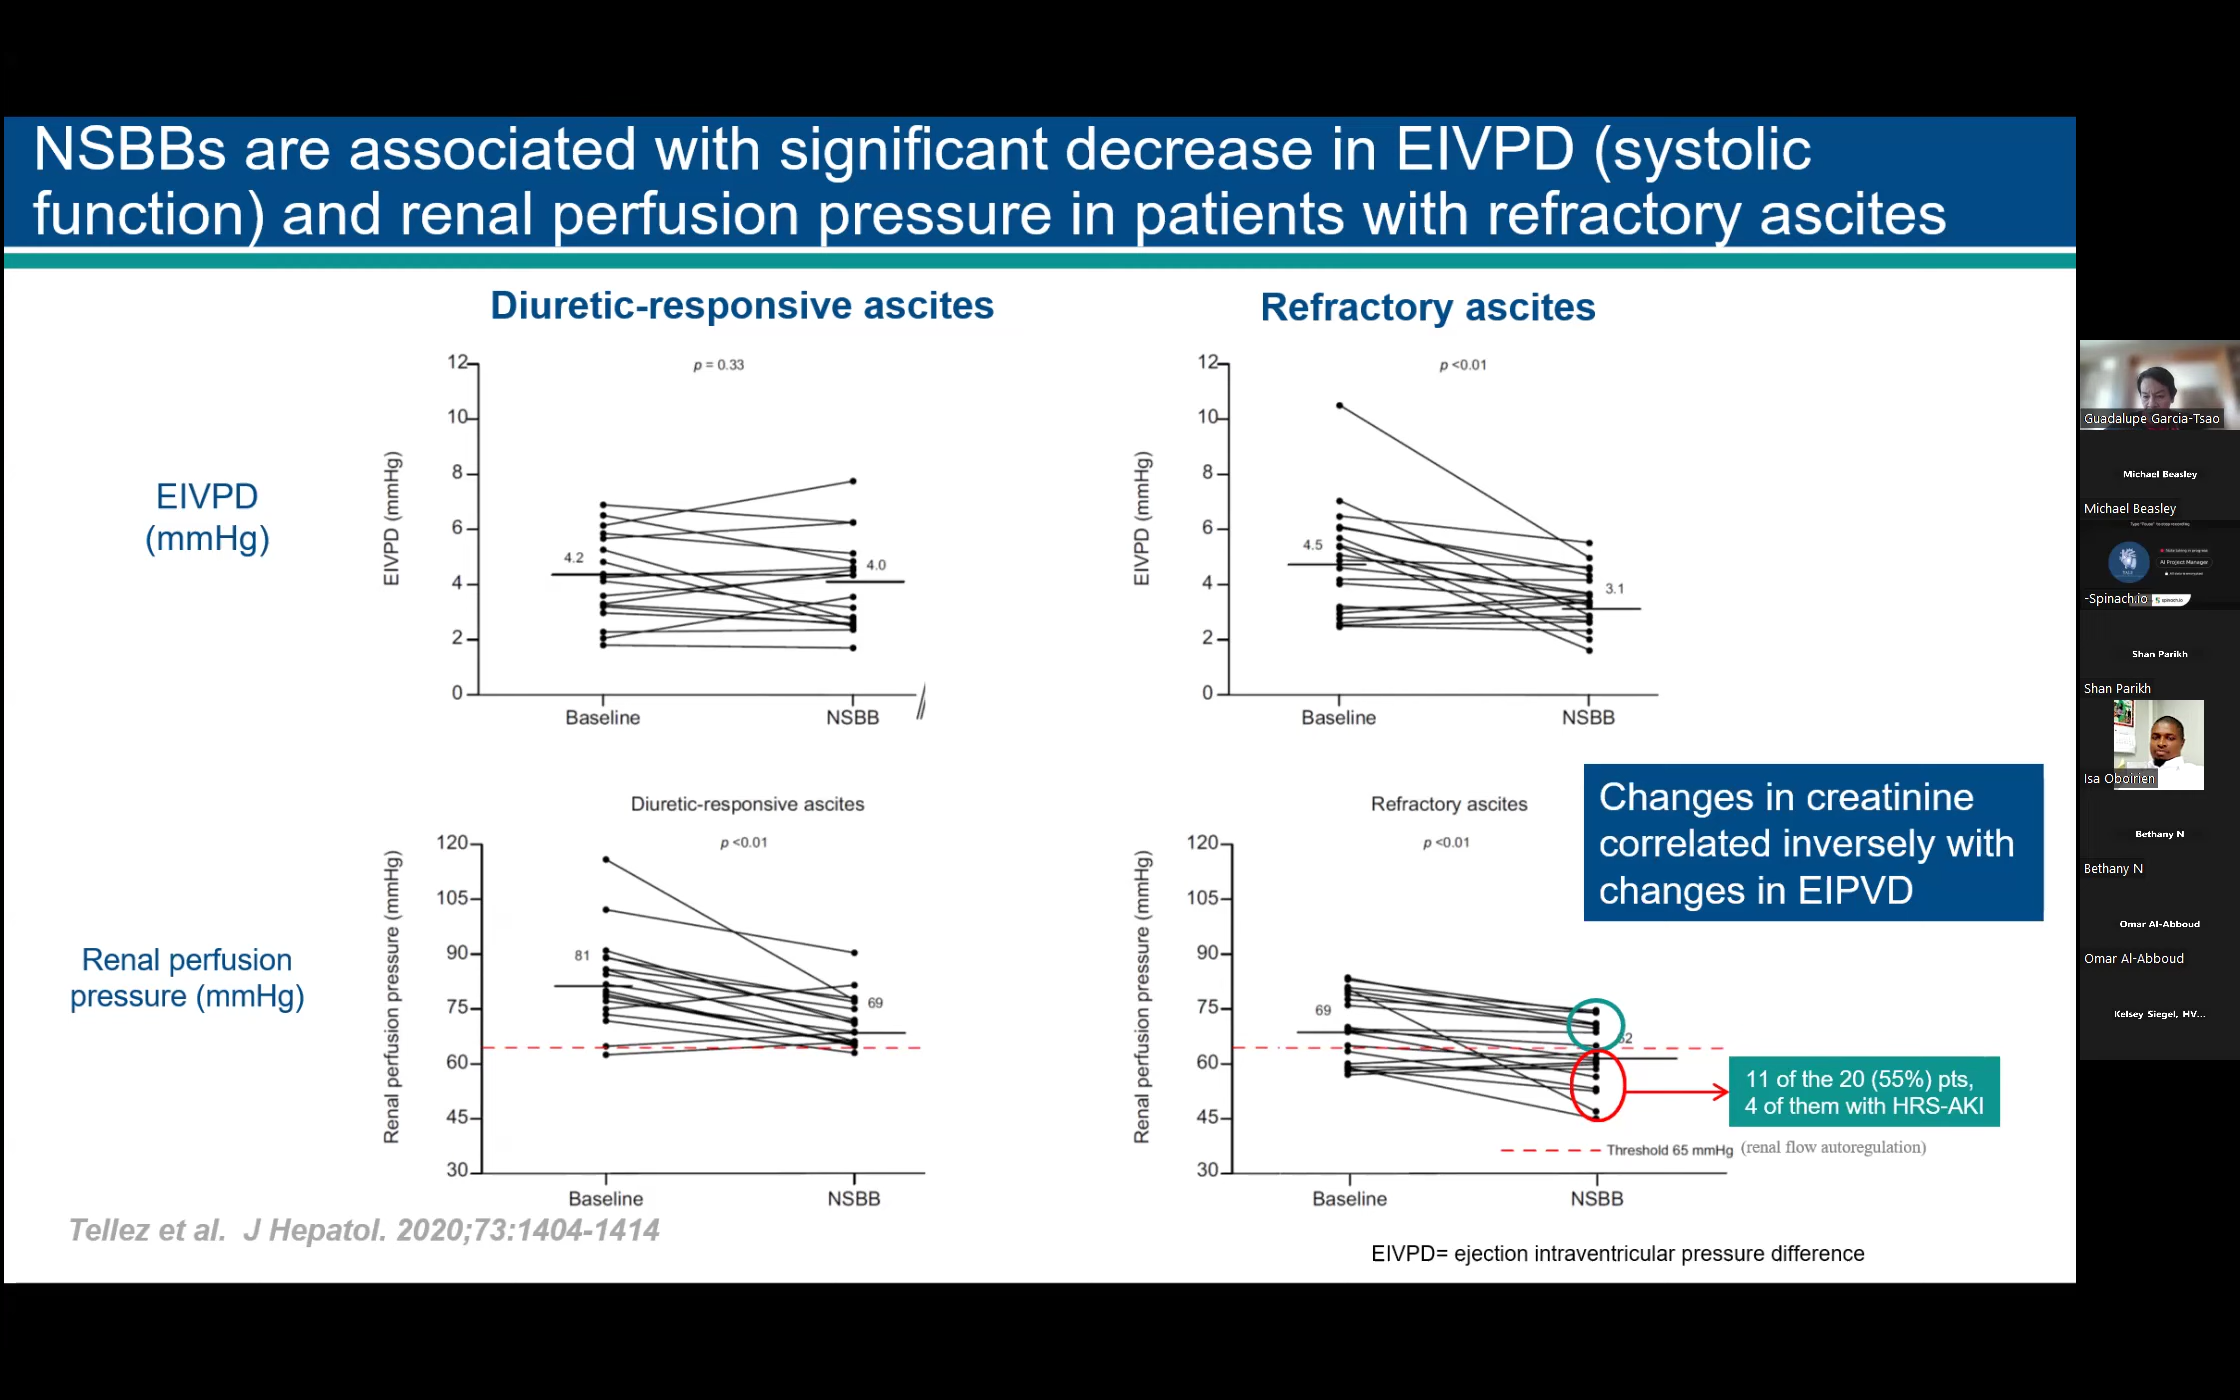 NSBBs are associated with significant decrease in EIVPD (systolic
function) and renal perfusion pressure in patients with refractory ascites
Diuretic-responsive ascites
Refractory ascites
EIVPD
(mmHg)
EIVPD (mmHg)
12
10
8
6
4
2
0
p = 0.33
4.2
4.0
Baseline
NSBB
EIVPD (mmHg)
12
10
8
6
4
2
0
p <0.01
4.5
3.1
Baseline
NSBB
Renal perfusion
pressure (mmHg)
Diuretic-responsive ascites
Renal perfusion pressure (mmHg)
120
105
90
75
60
45
30
p <0.01
81
69
Baseline
NSBB
Refractory ascites
Renal perfusion pressure (mmHg)
120
105
90
75
60
45
30
p <0.01
69
Baseline
NSBB
Changes in creatinine
correlated inversely with
changes in EIPVD
11 of the 20 (55%) pts,
4 of them with HRS-AKI
Threshold 65 mmHg (renal flow autoregulation)
Tellez et al. J Hepatol. 2020;73:1404-1414
EIVPD= ejection intraventricular pressure difference
Guadalupe Garcia-Tsao
Michael Beasley
Michael Beasley
AI Project Manager
-Spinach.io
spinach.io
Shan Parikh
Shan Parikh
Isa Oboirien
Bethany N
Bethany N
Omar Al-Abboud
Omar Al-Abboud
Kelsey Siegel, HV...